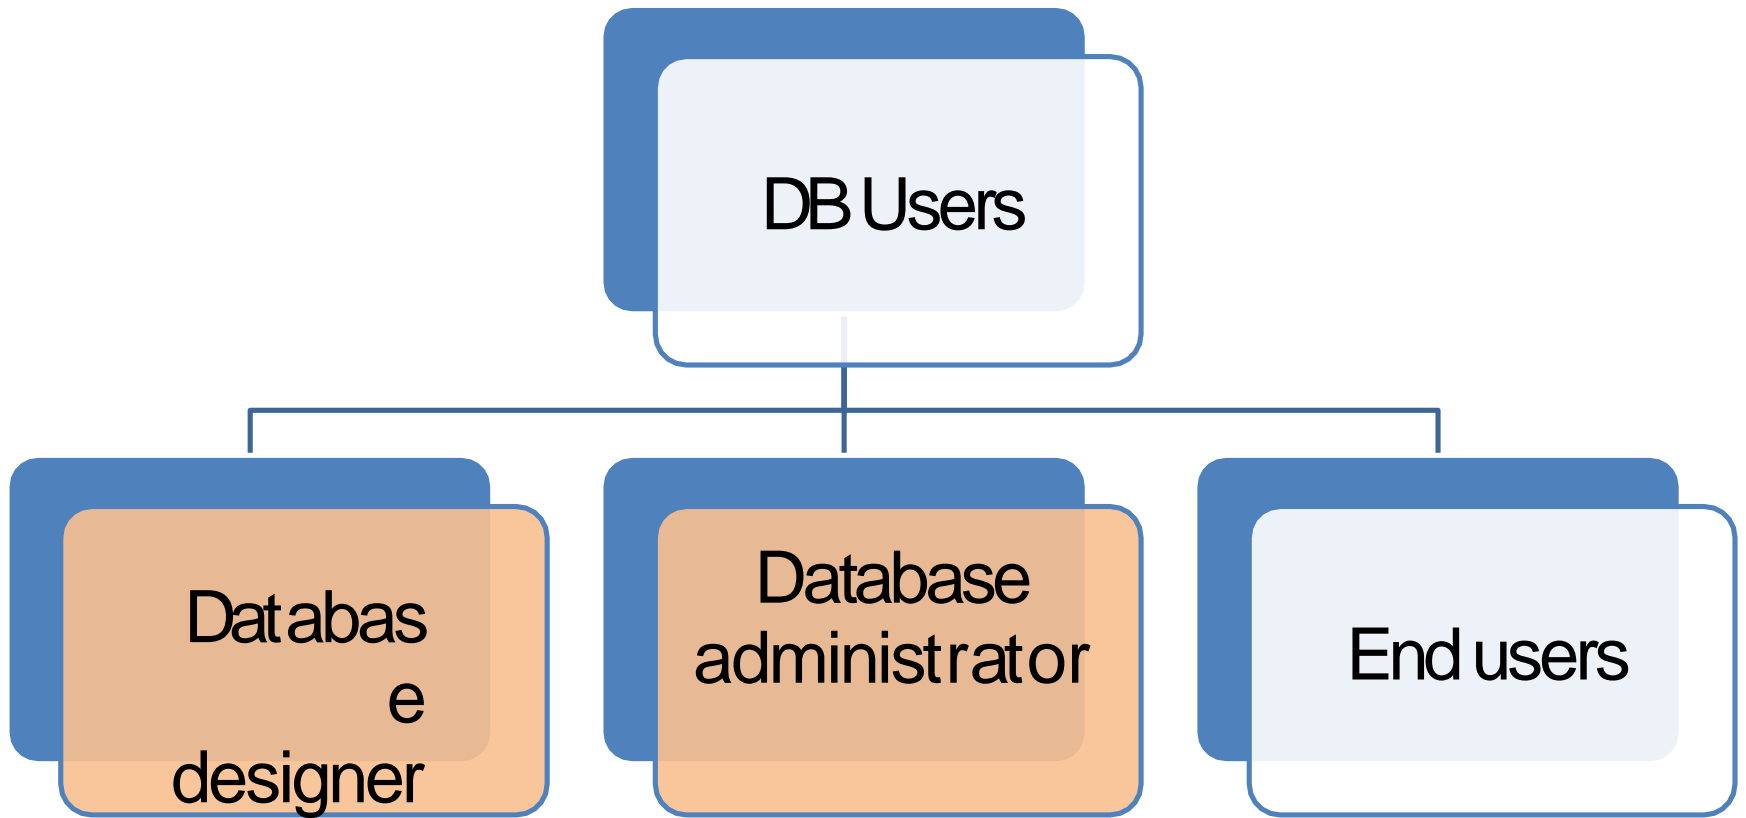 DB Users
Databas
e
designer
Database
administrator
End users